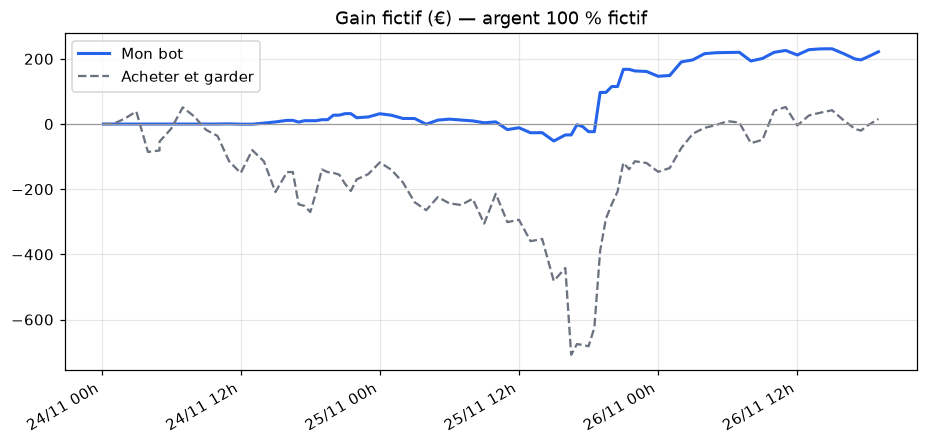 Gain fictif (€) — argent 100 % fictif
Mon bot
Acheter et garder
200
0
−200
−400
−600
24/11 00h
24/11 12h
25/11 00h
25/11 12h
26/11 00h
26/11 12h